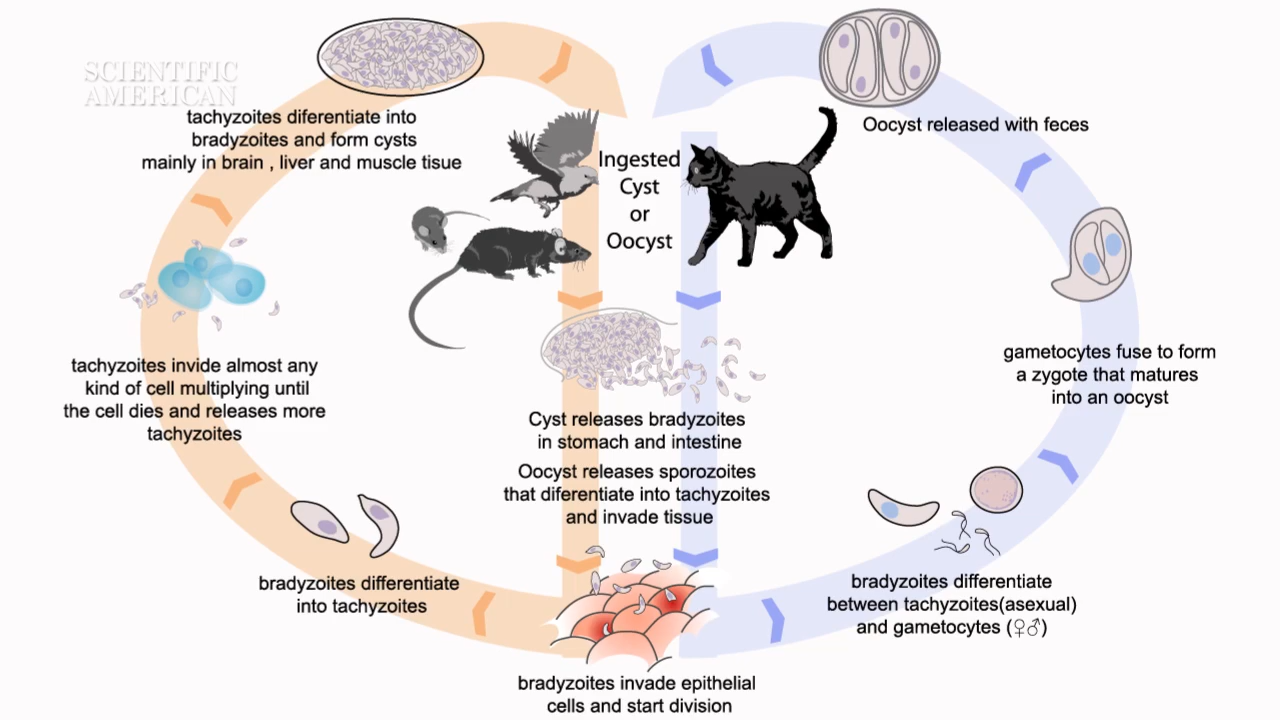 SCIENTIFIC
AMERICAN
tachyzoites diferentiate into
bradyzoites and form cysts
mainly in brain , liver and muscle tisue
Ingested
Cyst
or
Oocyst
Oocyst released with feces
tachyzoites invide almost any
kind of cell multiplying until
the cell dies and releases more
tachyzoites
gametocytes fuse to form
a zygote that matures
into an oocyst
Cyst releases bradyzoites
in stomach and intestine
Oocyst releases sporozoites
that diferentiate into tachyzoites
and invade tissue
bradyzoites differentiate
into tachyzoites
bradyzoites differentiate
between tachyzoites(asexual)
and gametocytes (♀♂)
bradyzoites invade epithelial
cells and start division